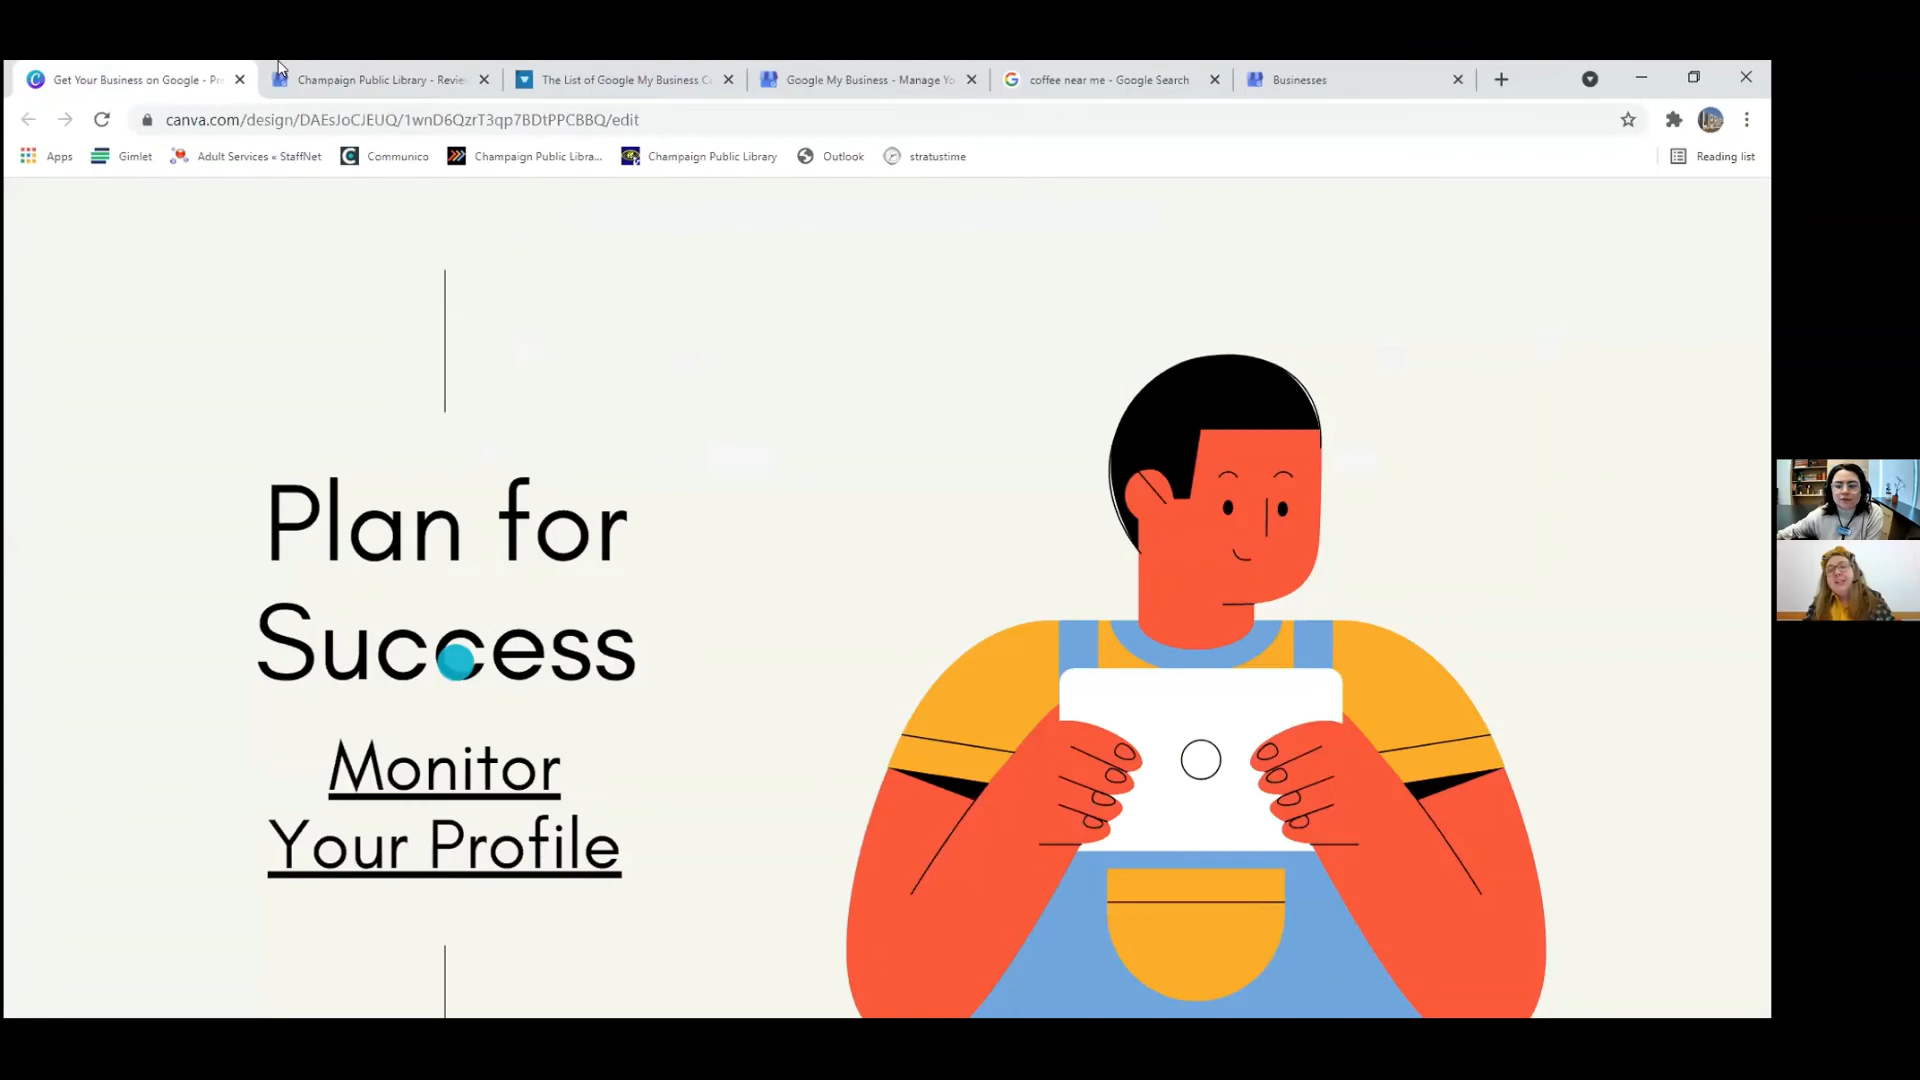 Get Your Business on Google - Pr
Champaign Public Library - Revie
The List of Google My Business C
Google My Business - Manage Yo
coffee near me - Google Search
Businesses
canva.com/design/DAEsJoCJEUQ/1wnD6QzrT3qp7BDtPPCBBQ/edit
Apps
Gimlet
Adult Services « StaffNet
Communico
Champaign Public Libra...
Champaign Public Library
Outlook
stratustime
Reading list
Plan for
Success
Monitor
Your Profile